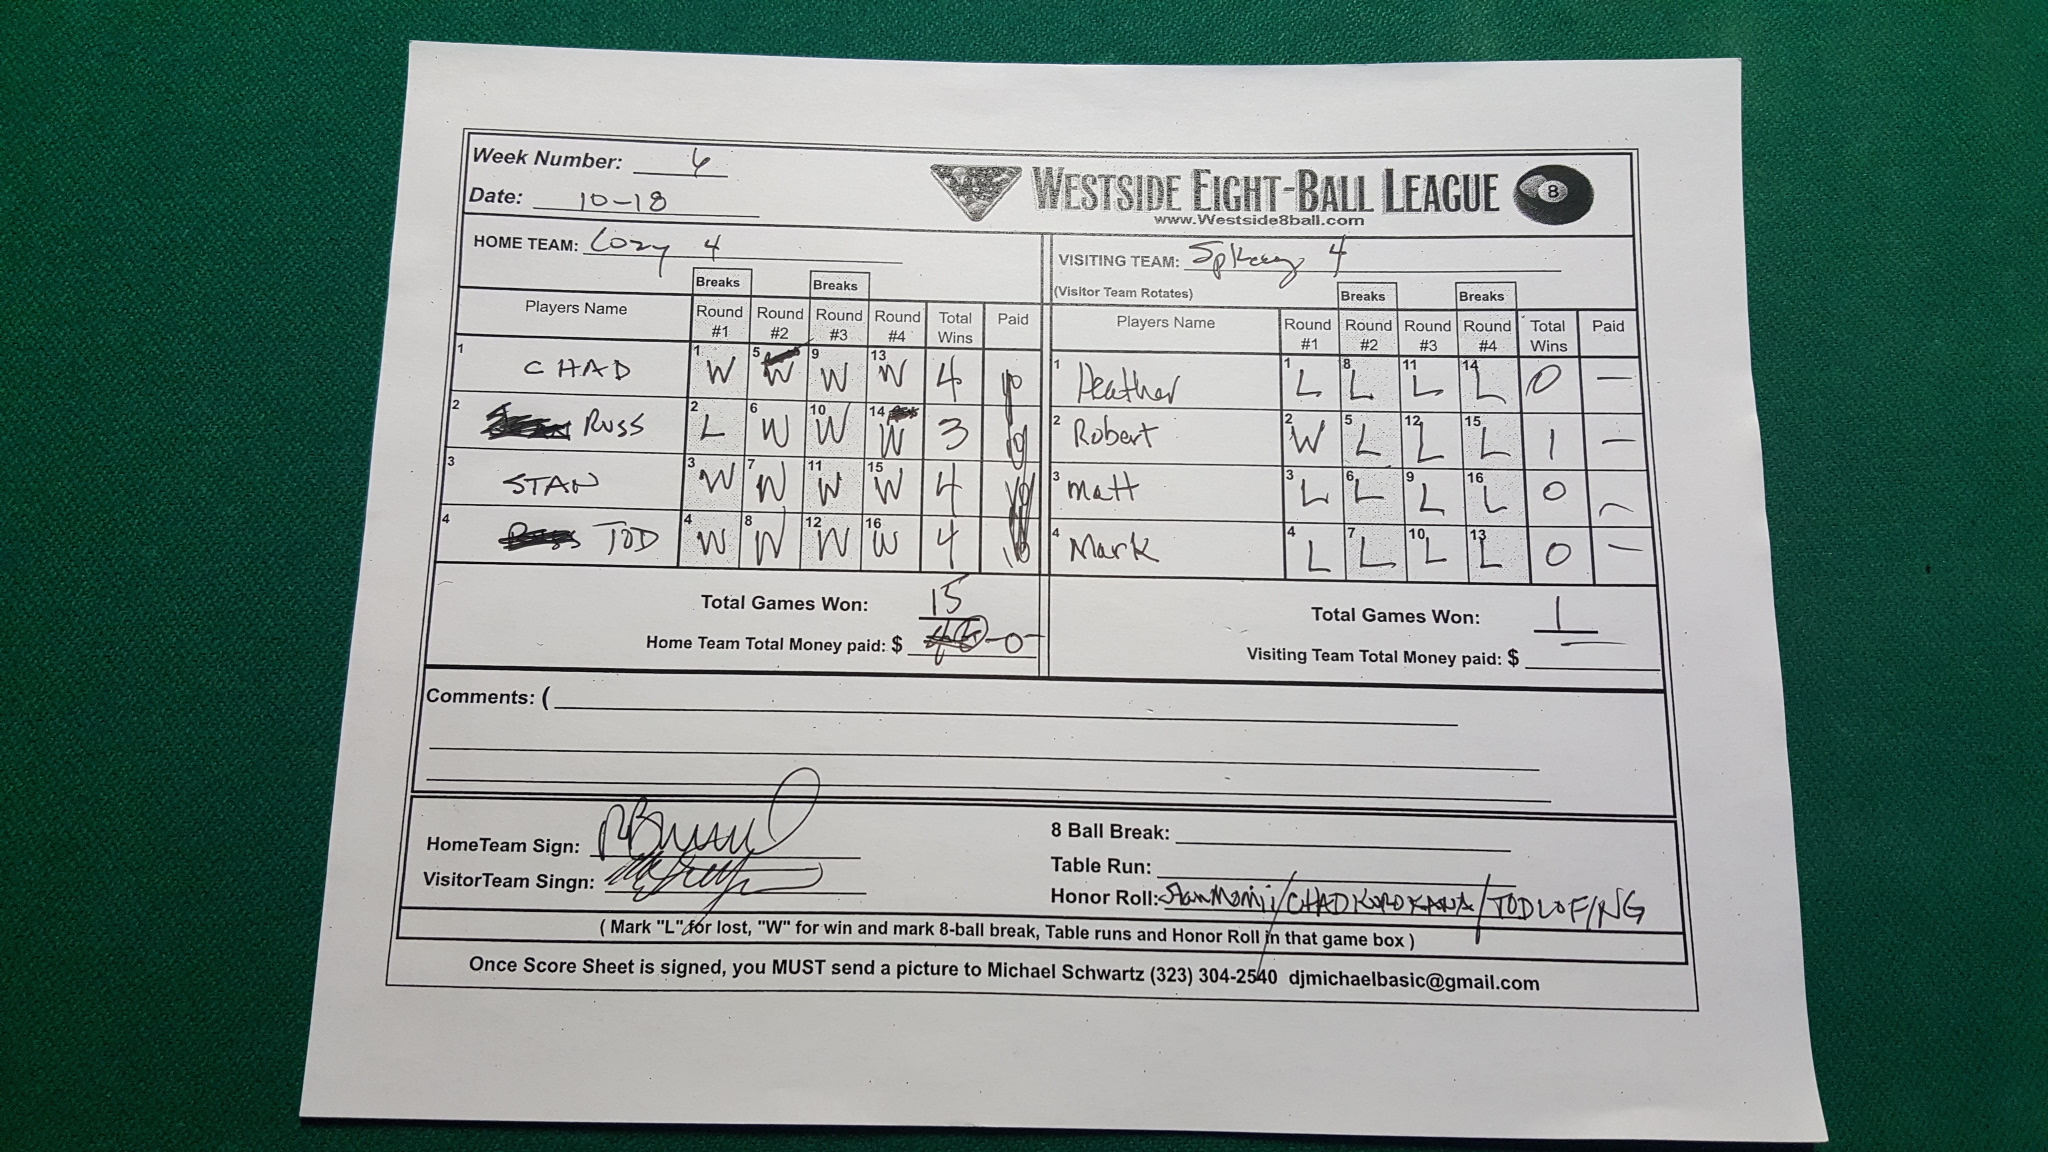 Week Number: 6
Date: 10-18
WESTSIDE EIGHT-BALL LEAGUE
8
www.Westside8ball.com
HOME TEAM: Cozy 4
VISITING TEAM: 4
(Visitor Team Rotates)
Breaks Breaks Breaks Breaks
Players Name Round #1 Round #2 Round #3 Round #4 Total Wins Paid Players Name Round #1 Round #2 Round #3 Round #4 Total Wins Paid
1 CHAD 1 W 5 W 9 W 13 W 4 1 Heather 1 L 8 L 11 L 14 L 0 —
2 RUSS 2 L 6 W 10 W 14 W 3 2 Robert 2 W 5 L 12 L 15 L 1 —
3 STAN 3 W 7 W 11 W 15 W 4 3 Matt 3 L 6 L 9 L 16 L 0 —
4 TOD 4 W 8 W 12 W 16 W 4 4 Mark 4 L 7 L 10 L 13 L 0 —
Total Games Won: 15
Home Team Total Money paid: $ -0-
Total Games Won: 1
Visiting Team Total Money paid: $
Comments: (
HomeTeam Sign:
VisitorTeam Singn:
8 Ball Break:
Table Run:
Honor Roll: / CHAD / TOD
( Mark "L" for lost, "W" for win and mark 8-ball break, Table runs and Honor Roll in that game box )
Once Score Sheet is signed, you MUST send a picture to Michael Schwartz (323) 304-2540 djmichaelbasic@gmail.com